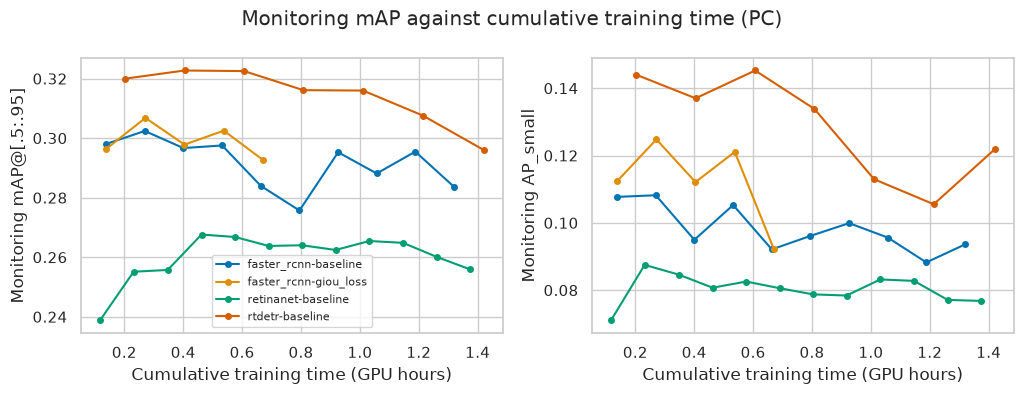 Monitoring mAP against cumulative training time (PC)
Monitoring mAP@[.5:.95]
0.32
0.30
0.28
0.26
0.24
faster_rcnn-baseline
faster_rcnn-giou_loss
retinanet-baseline
rtdetr-baseline
0.2 0.4 0.6 0.8 1.0 1.2 1.4
Cumulative training time (GPU hours)
Monitoring AP_small
0.14
0.12
0.10
0.08
0.2 0.4 0.6 0.8 1.0 1.2 1.4
Cumulative training time (GPU hours)